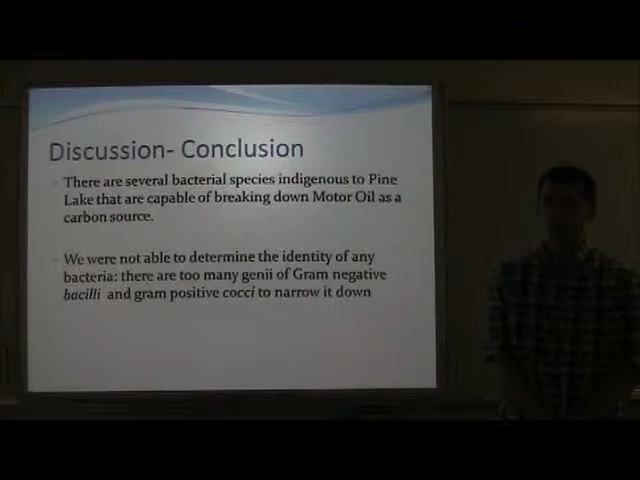 Discussion- Conclusion
There are several bacterial species indigenous to Pine
Lake that are capable of breaking down Motor Oil as a
carbon source.
We were not able to determine the identity of any
bacteria: there are too many genii of Gram negative
bacilli and gram positive cocci to narrow it down